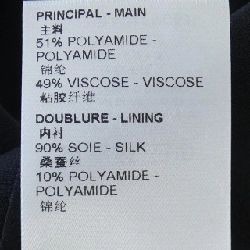 PRINCIPAL - MAIN
主料
51% POLYAMIDE -
POLYAMIDE
锦纶
49% VISCOSE - VISCOSE
粘胶纤维
DOUBLURE - LINING
内衬
90% SOIE - SILK
桑蚕丝
10% POLYAMIDE -
POLYAMIDE
锦纶